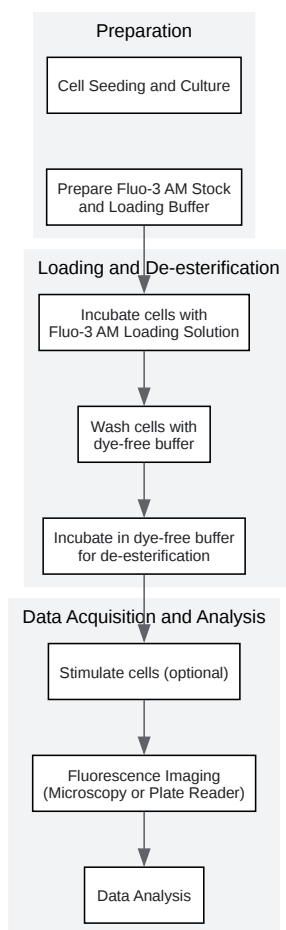 Preparation
Cell Seeding and Culture
Prepare Fluo-3 AM Stock
and Loading Buffer
Loading and De-esterification
Incubate cells with
Fluo-3 AM Loading Solution
Wash cells with
dye-free buffer
Incubate in dye-free buffer
for de-esterification
Data Acquisition and Analysis
Stimulate cells (optional)
Fluorescence Imaging
(Microscopy or Plate Reader)
Data Analysis